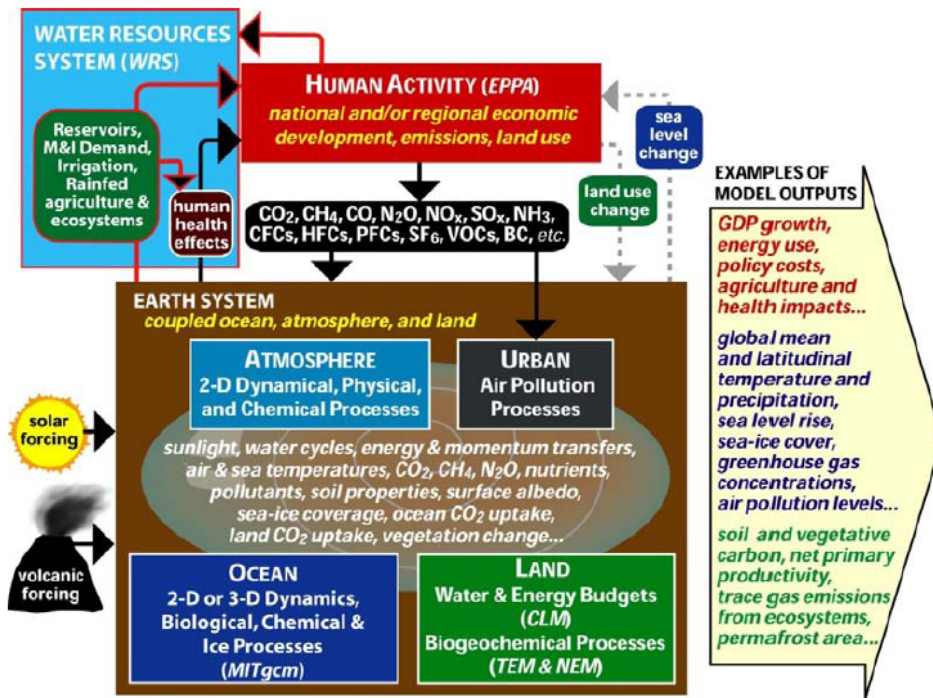 WATER RESOURCES
SYSTEM (WRS)
HUMAN ACTIVITY (EPPA)
national and/or regional economic
development, emissions, land use
Reservoirs,
M&I Demand,
Irrigation,
Rainfed
agriculture &
ecosystems
human
health
effects
sea
level
change
land use
change
CO₂, CH₄, CO, N₂O, NOₓ, SOₓ, NH₃,
CFCs, HFCs, PFCs, SF₆, VOCs, BC, etc.
EARTH SYSTEM
coupled ocean, atmosphere, and land
ATMOSPHERE
2-D Dynamical, Physical,
and Chemical Processes
URBAN
Air Pollution
Processes
solar
forcing
volcanic
forcing
sunlight, water cycles, energy & momentum transfers,
air & sea temperatures, CO₂, CH₄, N₂O, nutrients,
pollutants, soil properties, surface albedo,
sea-ice coverage, ocean CO₂ uptake,
land CO₂ uptake, vegetation change...
OCEAN
2-D or 3-D Dynamics,
Biological, Chemical &
Ice Processes
(MITgcm)
LAND
Water & Energy Budgets
(CLM)
Biogeochemical Processes
(TEM & NEM)
EXAMPLES OF
MODEL OUTPUTS
GDP growth,
energy use,
policy costs,
agriculture and
health impacts...
global mean
and latitudinal
temperature and
precipitation,
sea level rise,
sea-ice cover,
greenhouse gas
concentrations,
air pollution levels...
soil and vegetative
carbon, net primary
productivity,
trace gas emissions
from ecosystems,
permafrost area...